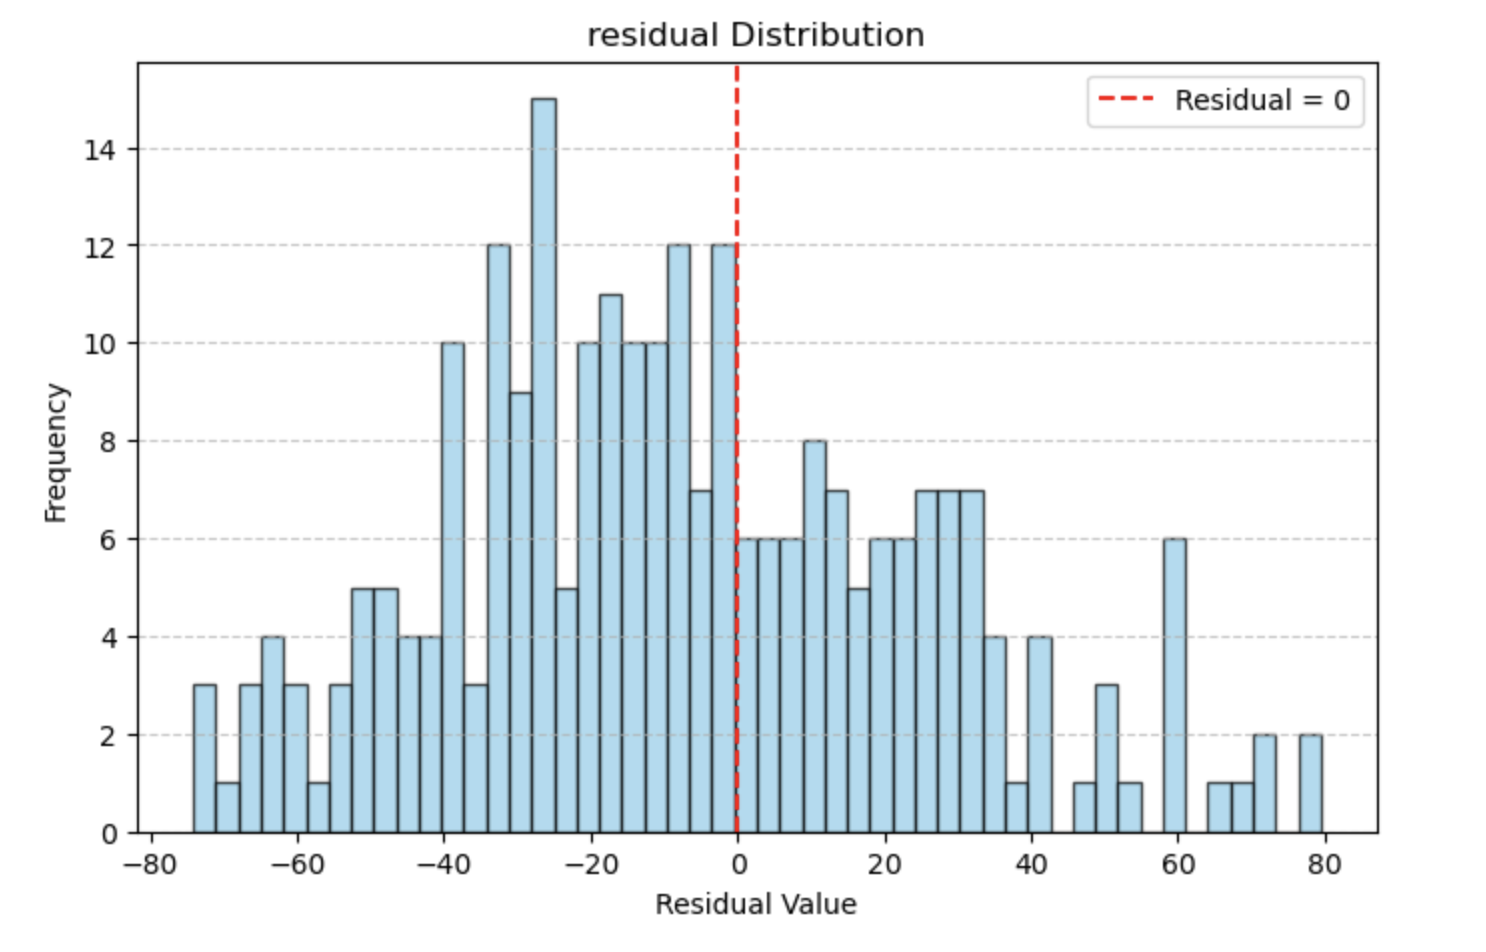 residual Distribution
Residual = 0
14
12
10
8
6
4
2
0
Frequency
−80 −60 −40 −20 0 20 40 60 80
Residual Value